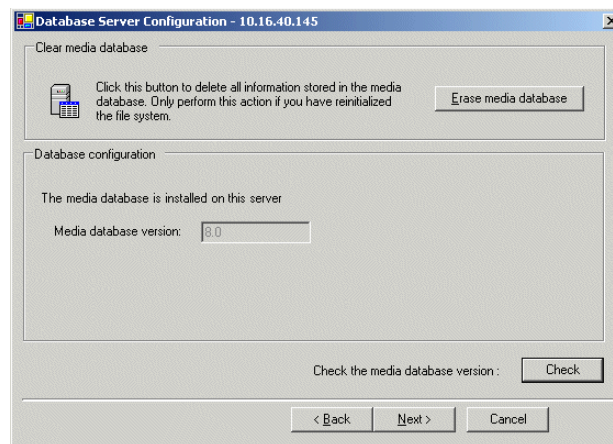 Database Server Configuration - 10.16.40.145
Clear media database
Click this button to delete all information stored in the media
database. Only perform this action if you have reinitialized
the file system.
Erase media database
Database configuration
The media database is installed on this server
Media database version:
8.0
Check the media database version :
Check
< Back
Next >
Cancel